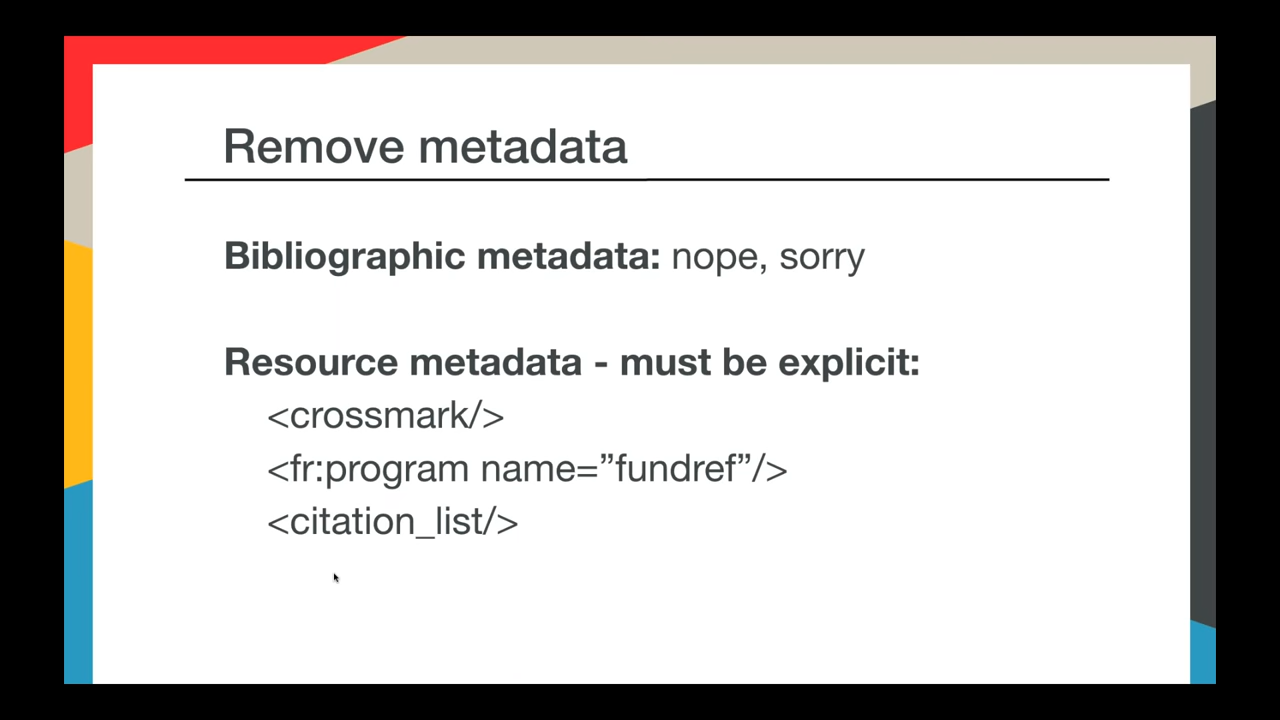 Remove metadata
Bibliographic metadata: nope, sorry
Resource metadata - must be explicit:
<crossmark/>
<fr:program name=”fundref”/>
<citation_list/>